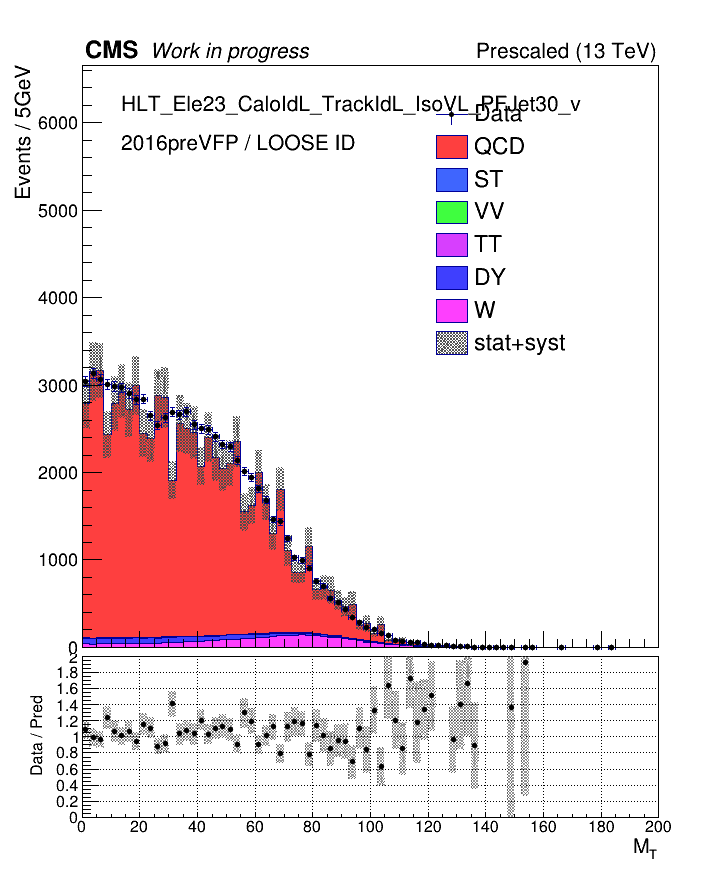 CMS Work in progress Prescaled (13 TeV)
Events / 5GeV
HLT_Ele23_CaloIdL_TrackIdL_IsoVL_PFJet30_v
2016preVFP / LOOSE ID
Data
QCD
ST
VV
TT
DY
W
stat+syst
6000
5000
4000
3000
2000
1000
0
Data / Pred
2
1.8
1.6
1.4
1.2
1
0.8
0.6
0.4
0.2
0
0 20 40 60 80 100 120 140 160 180 200
M_T